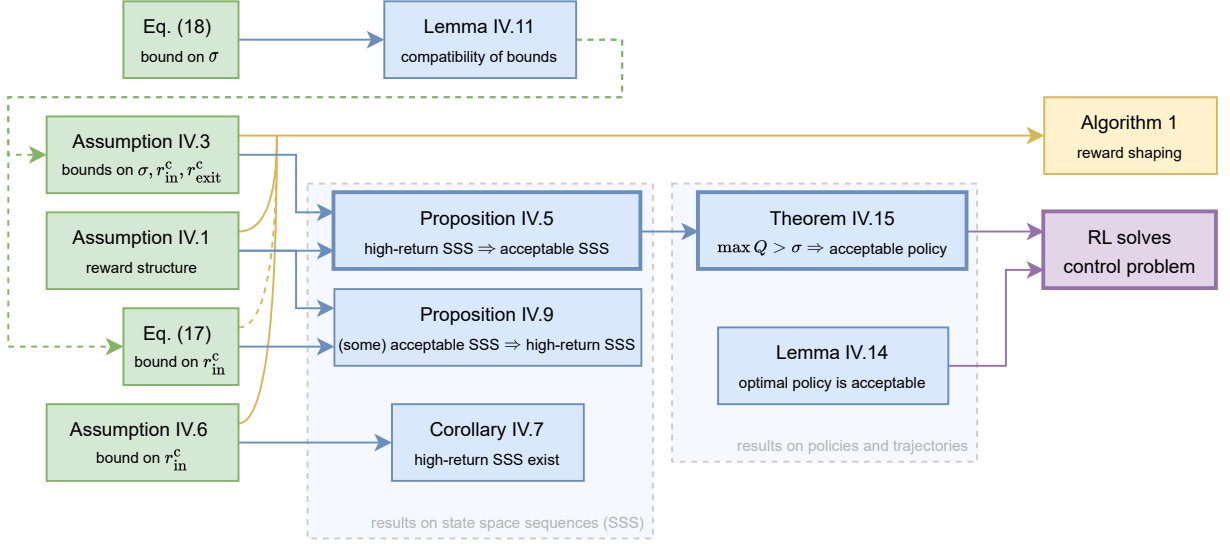 Eq. (18)
bound on σ
Lemma IV.11
compatibility of bounds
Assumption IV.3
bounds on σ, r_in^c, r_exit^c
Algorithm 1
reward shaping
Assumption IV.1
reward structure
Proposition IV.5
high-return SSS ⇒ acceptable SSS
Theorem IV.15
max Q > σ ⇒ acceptable policy
RL solves
control problem
Eq. (17)
bound on r_in^c
Proposition IV.9
(some) acceptable SSS ⇒ high-return SSS
Lemma IV.14
optimal policy is acceptable
Assumption IV.6
bound on r_in^c
Corollary IV.7
high-return SSS exist
results on policies and trajectories
results on state space sequences (SSS)